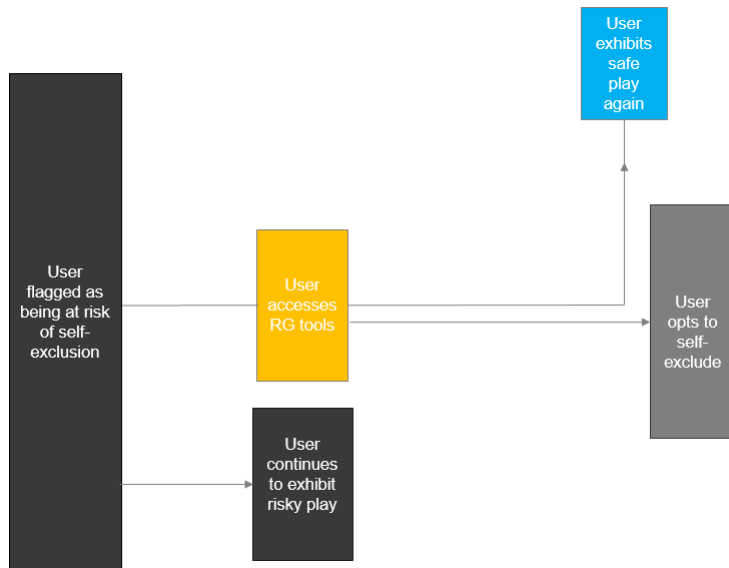 User
exhibits
safe
play
again
User
flagged as
being at risk
of self-
exclusion
User
accesses
RG tools
User
opts to
self-
exclude
User
continues
to exhibit
risky play